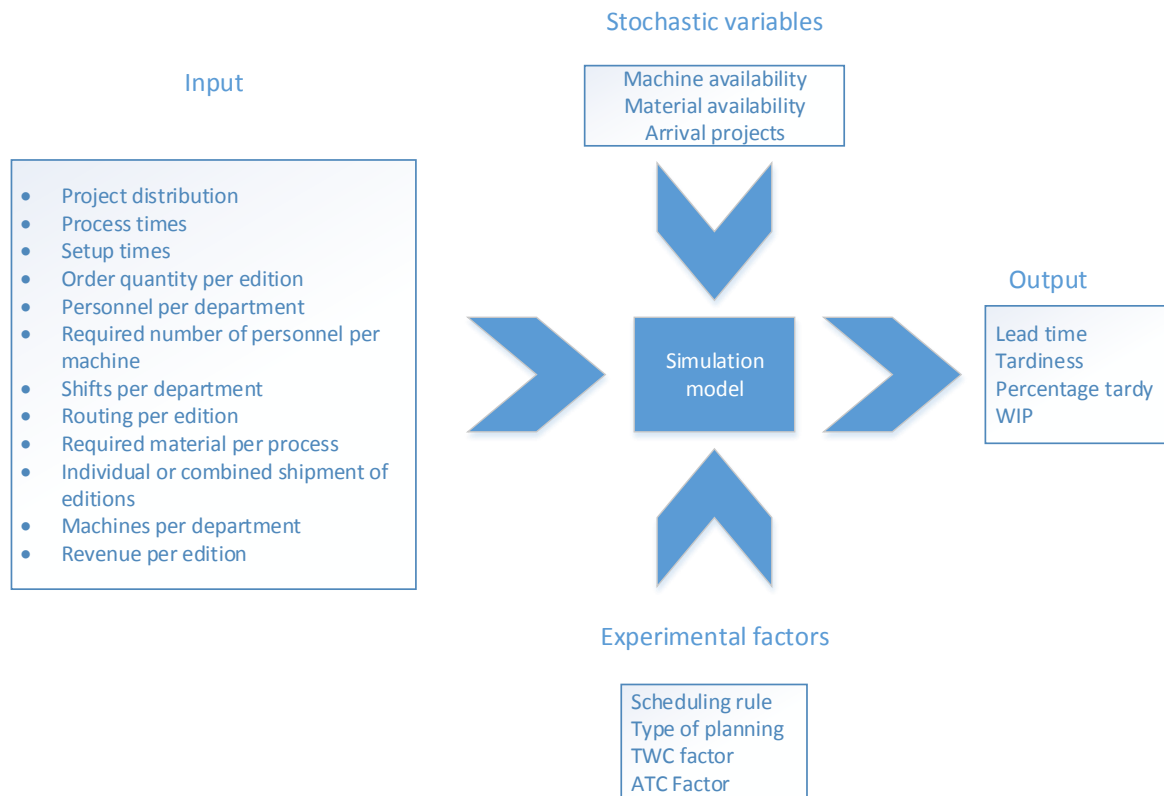 Stochastic variables
Machine availability
Material availability
Arrival projects
Input
• Project distribution
• Process times
• Setup times
• Order quantity per edition
• Personnel per department
• Required number of personnel per
machine
• Shifts per department
• Routing per edition
• Required material per process
• Individual or combined shipment of
editions
• Machines per department
• Revenue per edition
Simulation
model
Output
Lead time
Tardiness
Percentage tardy
WIP
Experimental factors
Scheduling rule
Type of planning
TWC factor
ATC Factor